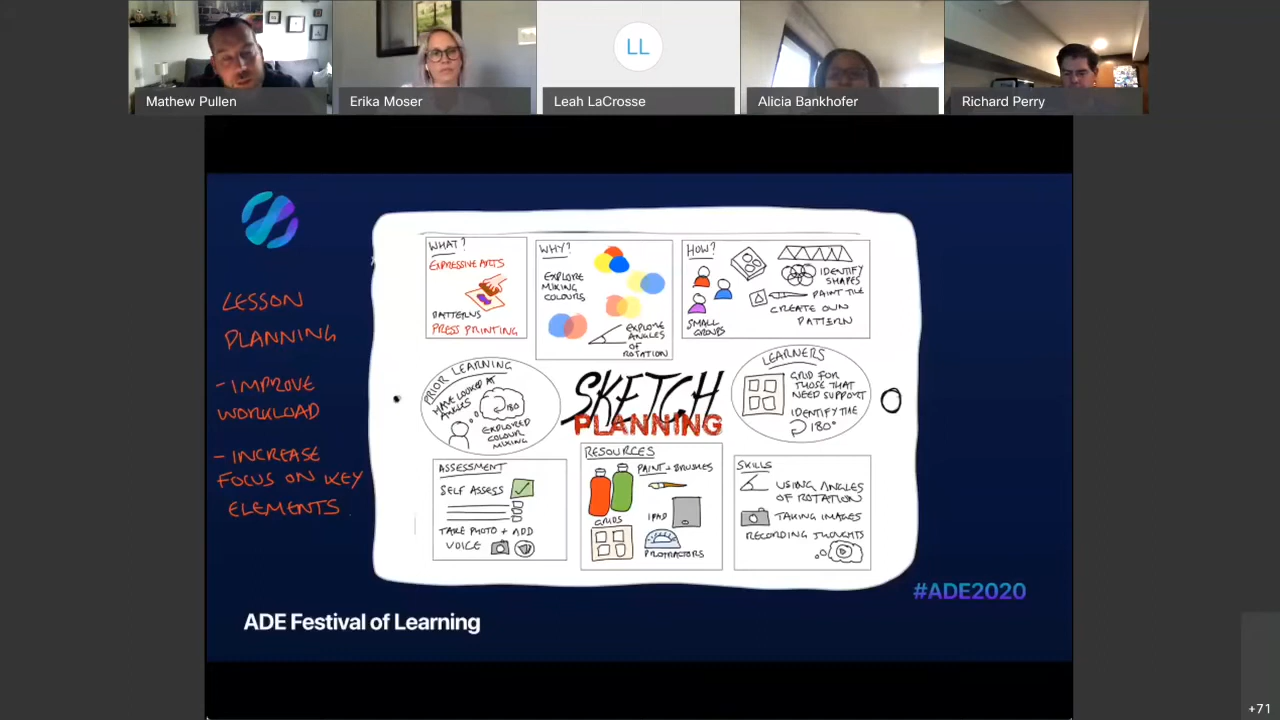 Mathew Pullen
Erika Moser
LL
Leah LaCrosse
Alicia Bankhofer
Richard Perry
LESSON
PLANNING
- IMPROVE
WORKLOAD
- INCREASE
FOCUS ON KEY
ELEMENTS.
WHAT?
EXPRESSIVE ARTS
PATTERNS
PRESS PRINTING
WHY?
EXPLORE
MIXING
COLOURS
EXPLORE
ANGLES
OF
ROTATION
HOW?
SMALL
GROUPS
IDENTIFY
SHAPES
PAINT TILE
CREATE OWN
PATTERN
PRIOR LEARNING
HAVE LOOKED AT
ANGLES
180
EXPLORED
COLOUR
MIXING
SKETCH
PLANNING
LEARNERS
GRID FOR
THOSE THAT
NEED SUPPORT
IDENTIFY THE
180°
ASSESSMENT
SELF ASSESS
TAKE PHOTO + ADD
VOICE
RESOURCES
PAINT + BRUSHES
GRIDS
IPAD
PROTRACTORS
SKILLS
USING ANGLES
OF ROTATION
TAKING IMAGES
RECORDING THOUGHTS
#ADE2020
ADE Festival of Learning
+71